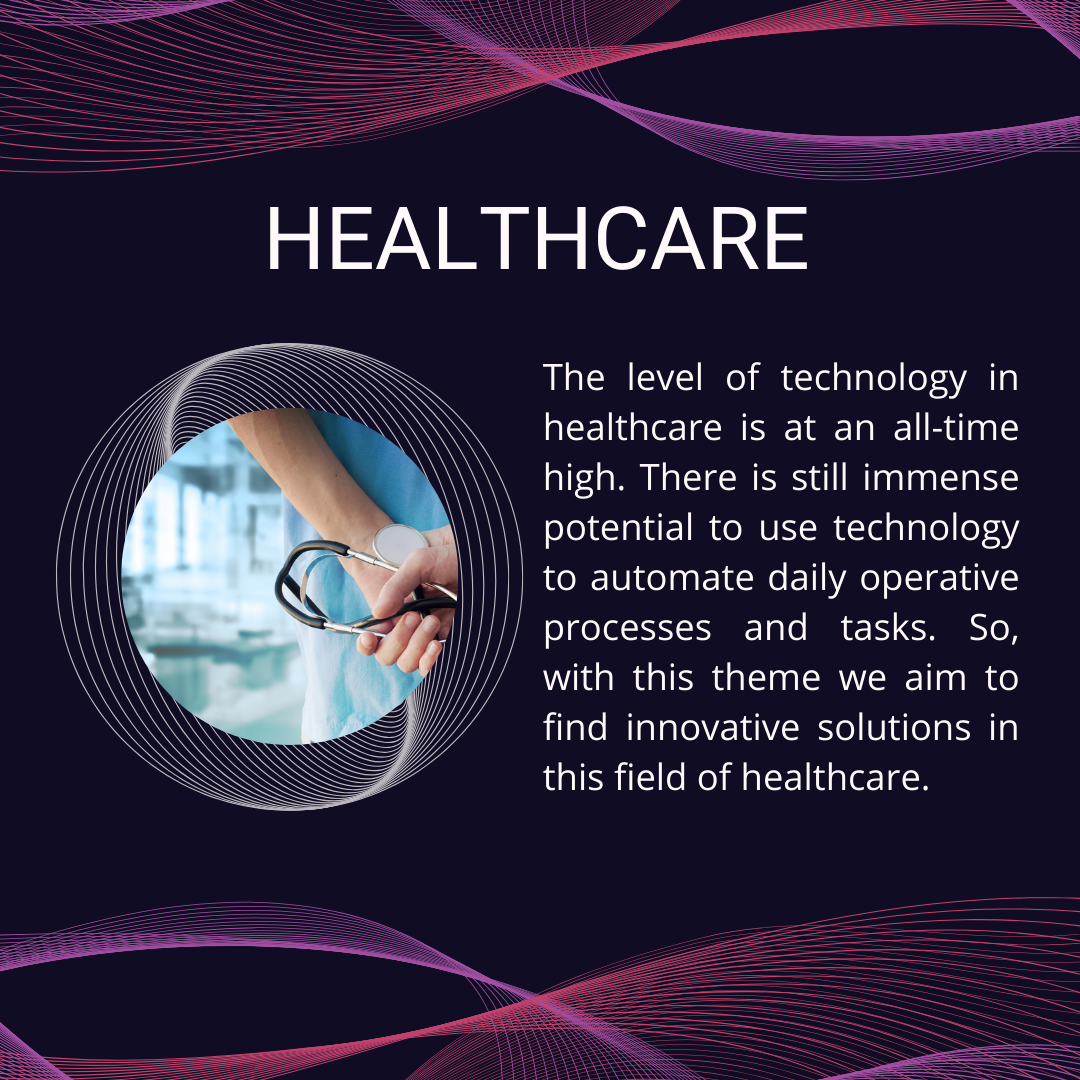 HEALTHCARE
The level of technology in
healthcare is at an all-time
high. There is still immense
potential to use technology
to automate daily operative
processes and tasks. So,
with this theme we aim to
find innovative solutions in
this field of healthcare.